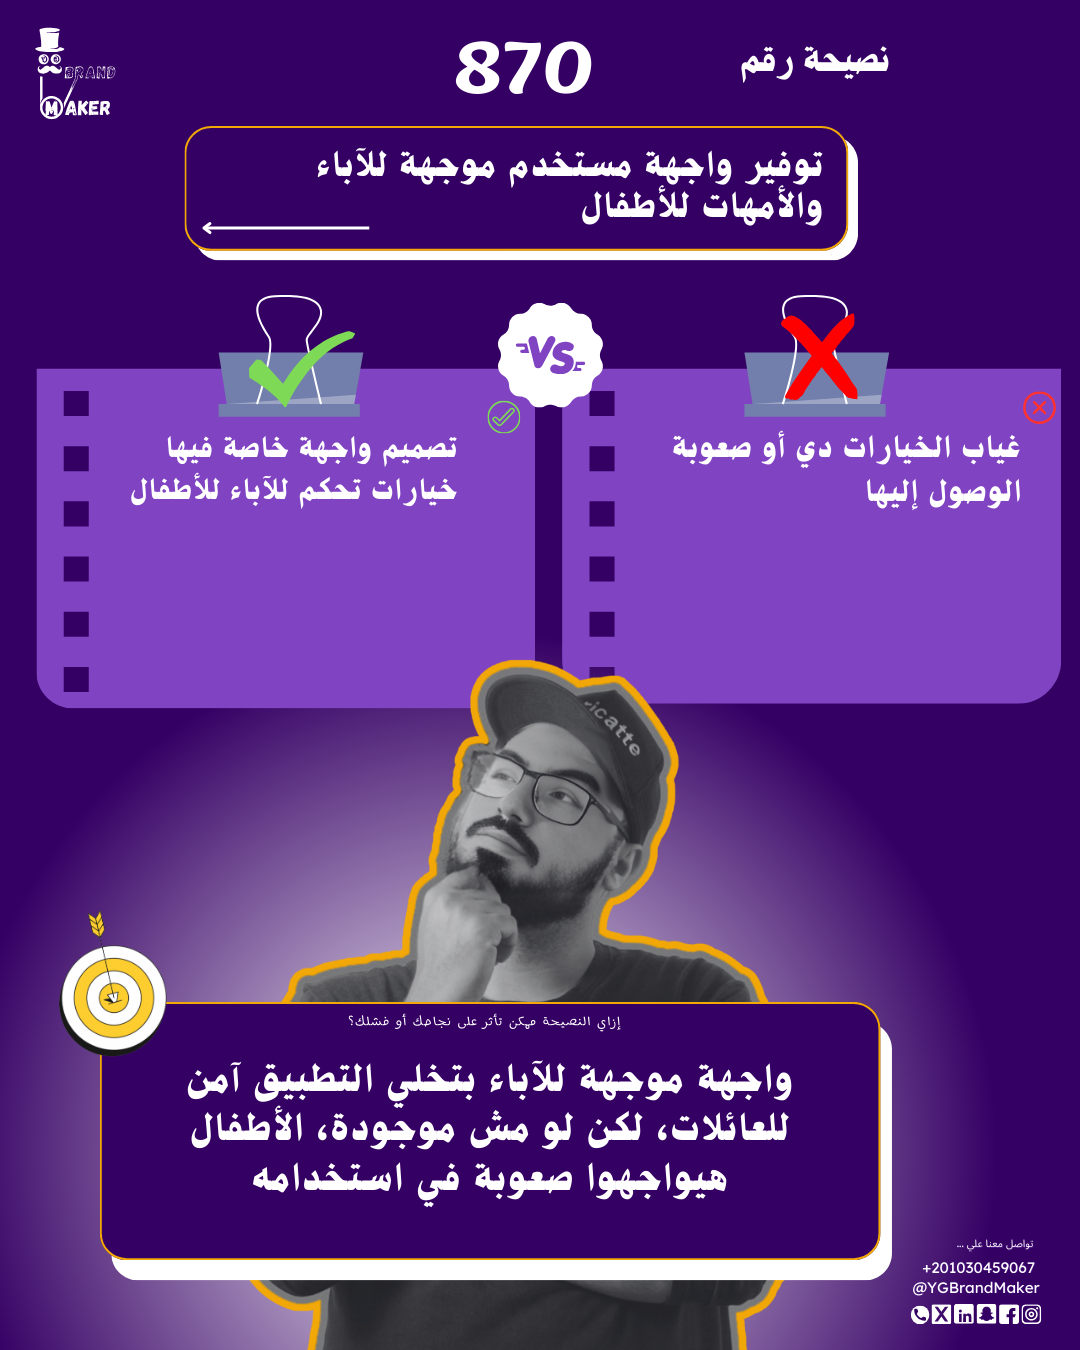 BRAND
MAKER
نصيحة رقم
870
توفير واجهة مستخدم موجهة للآباء
والأمهات للأطفال
VS
غياب الخيارات دي أو صعوبة
الوصول إليها
تصميم واجهة خاصة فيها
خيارات تحكم للآباء للأطفال
icatte
إزاي النصيحة ممكن تأثر على نجاحك أو فشلك؟
واجهة موجهة للآباء بتخلي التطبيق آمن
للعائلات، لكن لو مش موجودة، الأطفال
هيواجهوا صعوبة في استخدامه
تواصل معنا علي ...
+201030459067
@YGBrandMaker